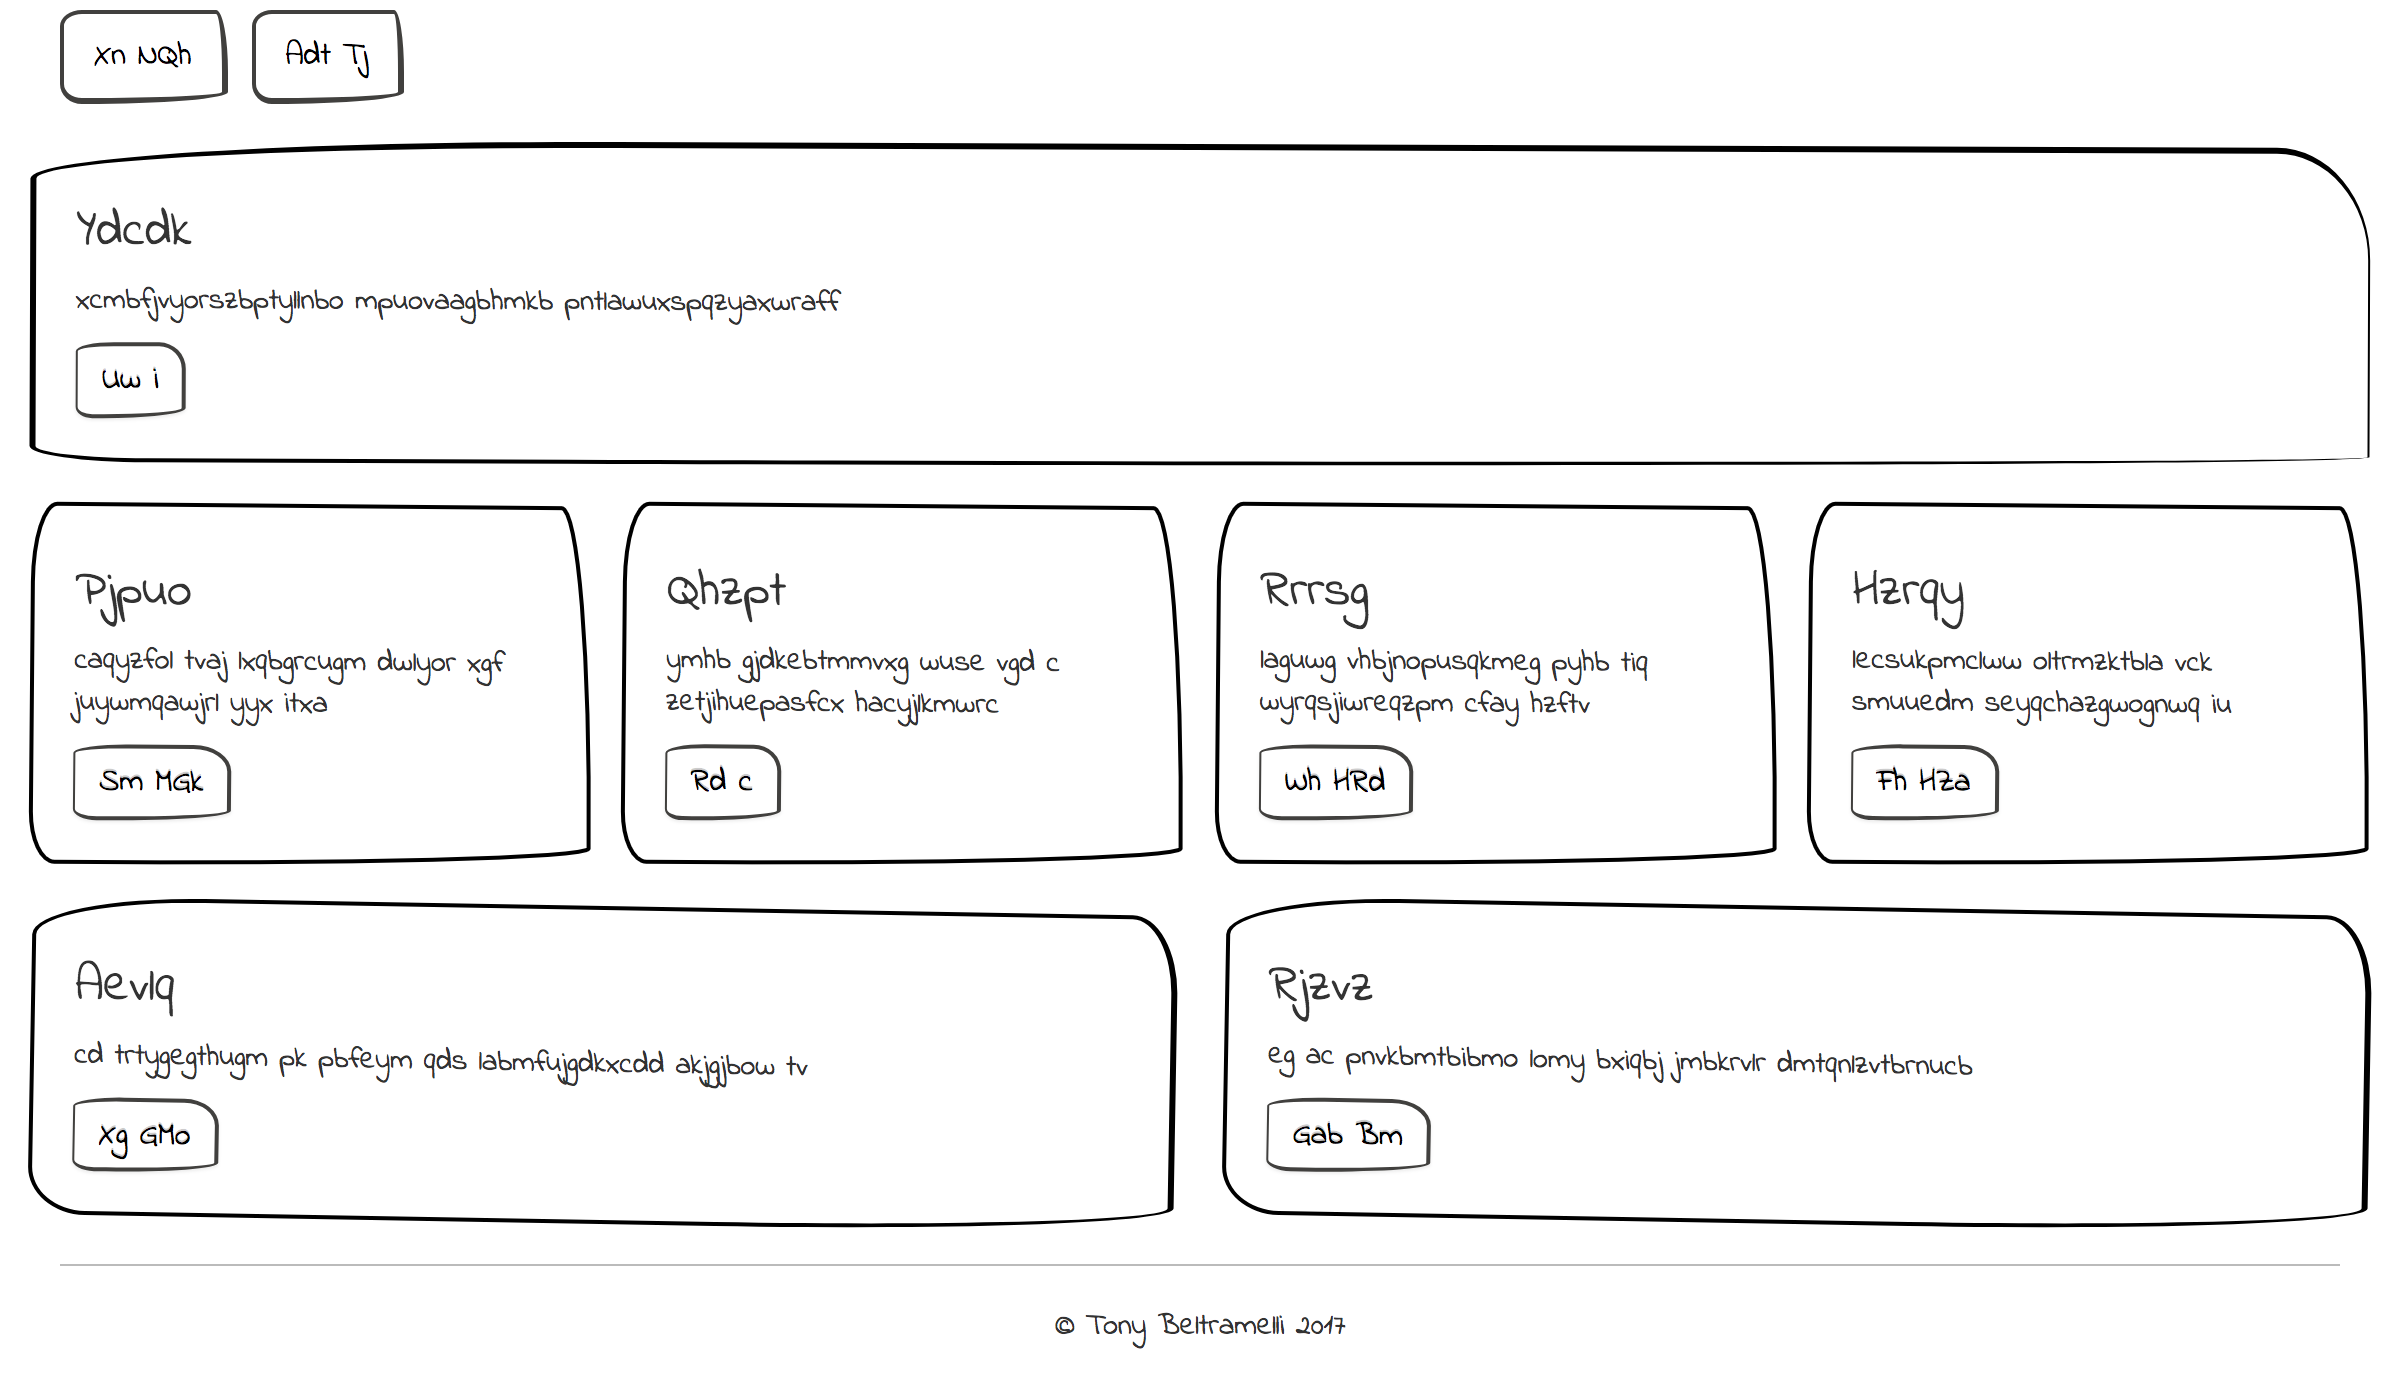 Xn NQh
Adt Tj
Ydcdk
xcmbfjvyorszbptyllnbo mpuovaagbhmkb pntlawuxspqzyaxwraff
Uw i
Pjpuo
caqyzfol tvaj lxqbgrcugm dwlyor xgf
juywmqawjrl yyx itxa
Sm MGk
Qhzpt
ymhb gjdkebtmmvxg wuse vgd c
zetjihuepasfcx hacyjlkmwrc
Rd c
Rrrsg
laguwg vhbjnopusqkmeg pyhb tiq
wyrqsjiwreqzpm cfay hzftv
Wh HRd
Hzrqy
lecsukpmclww oltrmzktbla vck
smuuedm seyqchazgwognwq iu
Fh HZa
Aevlq
cd trtygegthugm pk pbfeym qds labmfujgdkxcdd akjgjbow tv
Xg GMo
Rjzvz
eg ac pnvkbmtbibmo lomy bxiqbj jmbkrvlr dmtqnlzvtbrnucb
Gab Bm
© Tony Beltramelli 2017